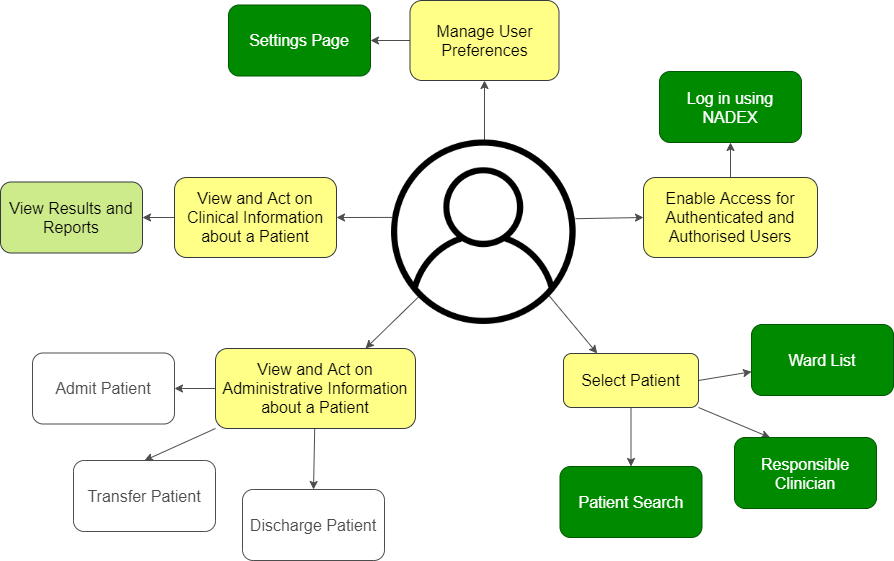 Settings Page
Manage User
Preferences
Log in using
NADEX
View Results and
Reports
View and Act on
Clinical Information
about a Patient
Enable Access for
Authenticated and
Authorised Users
Admit Patient
View and Act on
Administrative Information
about a Patient
Select Patient
Ward List
Transfer Patient
Discharge Patient
Patient Search
Responsible
Clinician